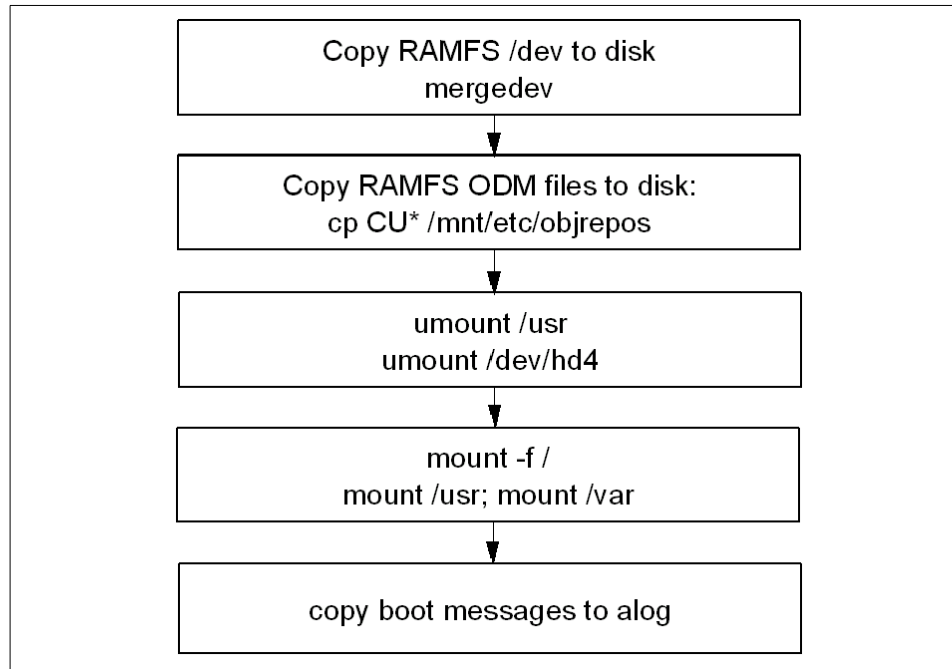 Copy RAMFS /dev to disk
mergedev
Copy RAMFS ODM files to disk:
cp CU* /mnt/etc/objrepos
umount /usr
umount /dev/hd4
mount -f /
mount /usr; mount /var
copy boot messages to alog